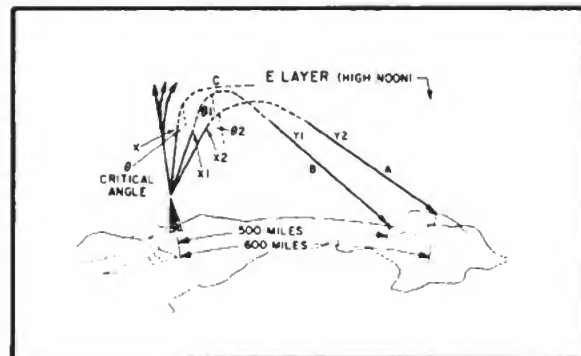 C
E LAYER (HIGH NOON)
θ1
θ2
Y1
Y2
X
θ
X2
X1
A
B
CRITICAL
ANGLE
500 MILES
600 MILES